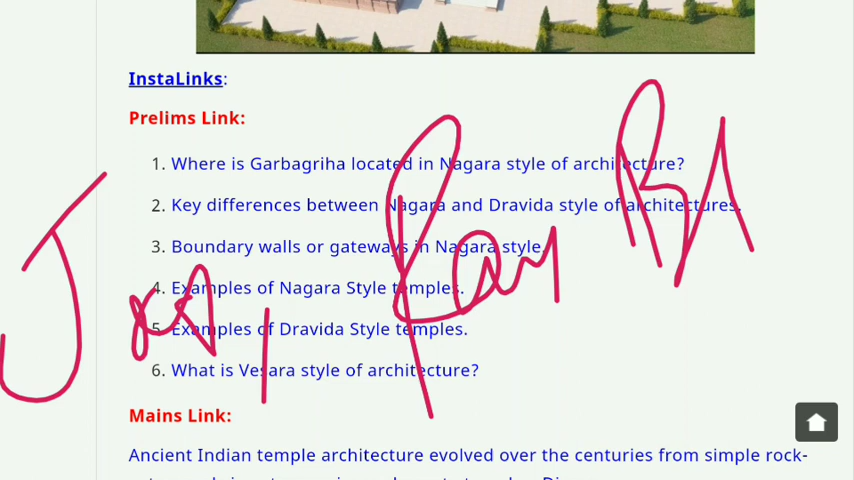 InstaLinks:
Prelims Link:
1. Where is Garbagriha located in Nagara style of architecture?
2. Key differences between Nagara and Dravida style of architectures.
3. Boundary walls or gateways in Nagara style.
4. Examples of Nagara Style temples.
5. Examples of Dravida Style temples.
6. What is Vesara style of architecture?
Mains Link:
Ancient Indian temple architecture evolved over the centuries from simple rock-